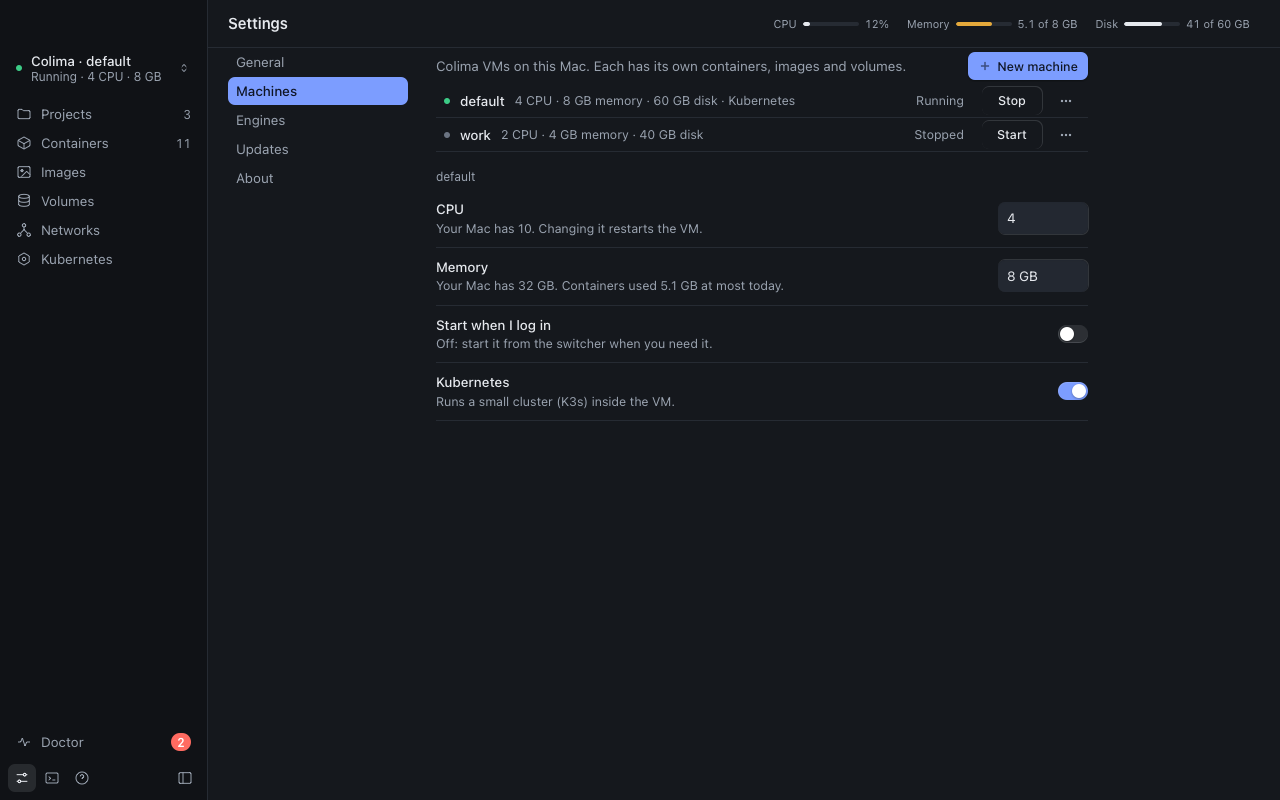 Settings
CPU 12% Memory 5.1 of 8 GB Disk 41 of 60 GB
Colima · default
Running · 4 CPU · 8 GB
Projects 3
Containers 11
Images
Volumes
Networks
Kubernetes
Doctor 2
General
Machines
Engines
Updates
About
Colima VMs on this Mac. Each has its own containers, images and volumes.
+ New machine
default 4 CPU · 8 GB memory · 60 GB disk · Kubernetes Running Stop ···
work 2 CPU · 4 GB memory · 40 GB disk Stopped Start ···
default
CPU
Your Mac has 10. Changing it restarts the VM.
4
Memory
Your Mac has 32 GB. Containers used 5.1 GB at most today.
8 GB
Start when I log in
Off: start it from the switcher when you need it.
Kubernetes
Runs a small cluster (K3s) inside the VM.